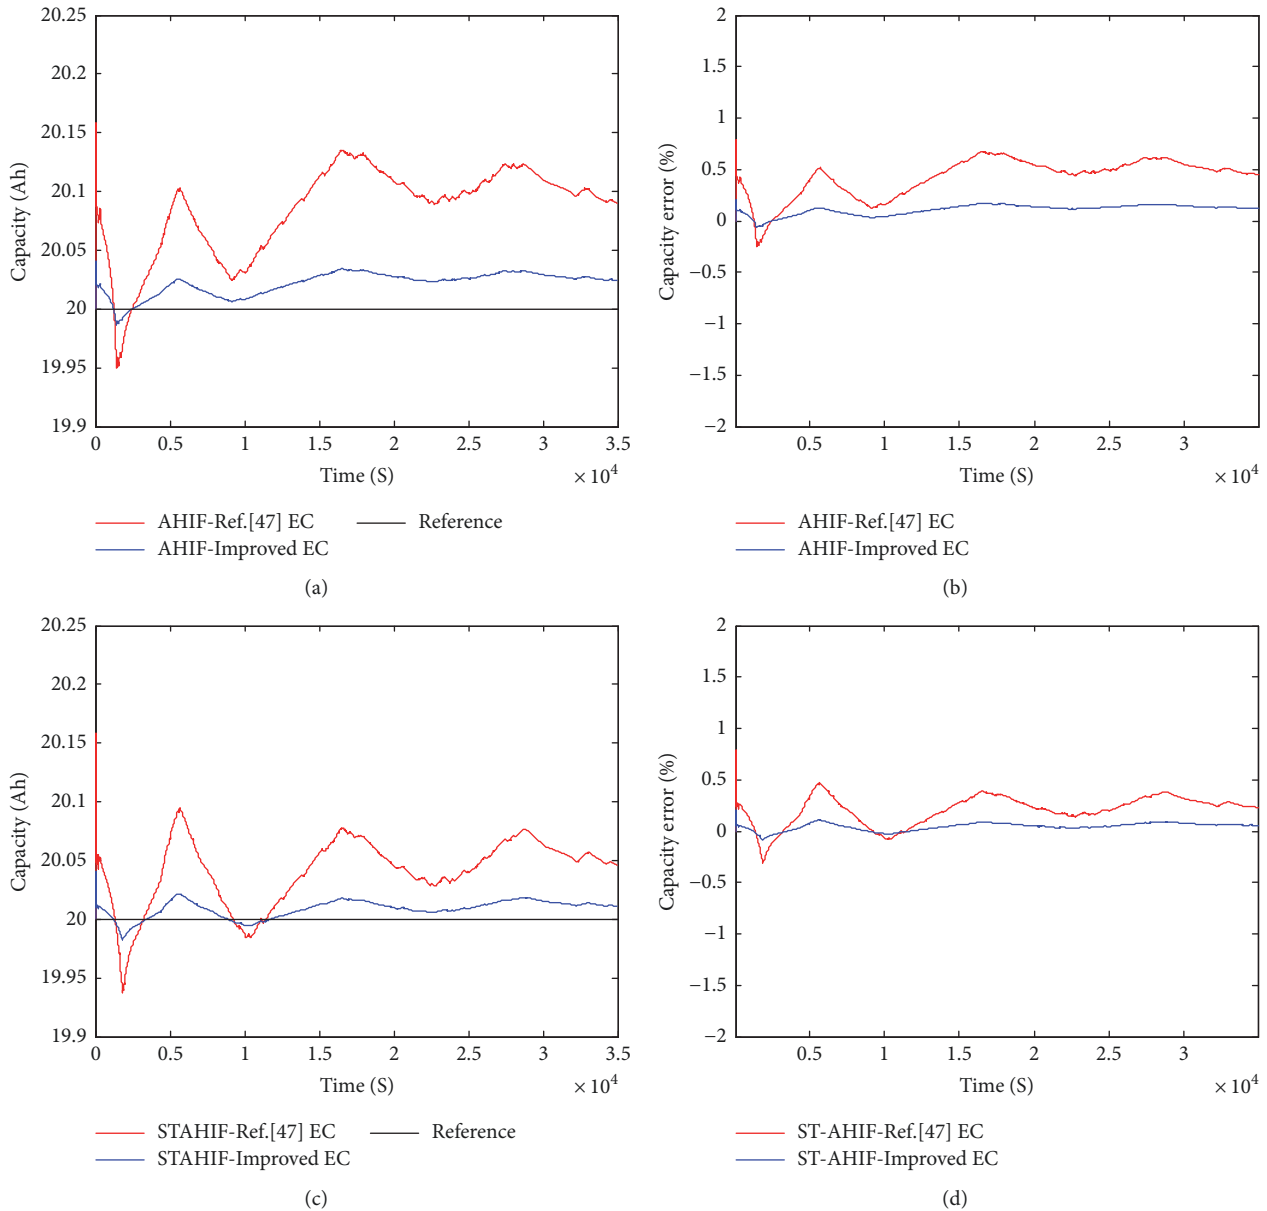 20.25
20.2
20.15
20.1
20.05
20
19.95
19.9
Capacity (Ah)
0 0.5 1 1.5 2 2.5 3 3.5
Time (S) × 10⁴
AHIF-Ref.[47] EC Reference
AHIF-Improved EC
(a)
2
1.5
1
0.5
0
−0.5
−1
−1.5
−2
Capacity error (%)
0.5 1 1.5 2 2.5 3
Time (S) × 10⁴
AHIF-Ref.[47] EC
AHIF-Improved EC
(b)
20.25
20.2
20.15
20.1
20.05
20
19.95
19.9
Capacity (Ah)
0 0.5 1 1.5 2 2.5 3 3.5
Time (S) × 10⁴
STAHIF-Ref.[47] EC Reference
STAHIF-Improved EC
(c)
2
1.5
1
0.5
0
−0.5
−1
−1.5
−2
Capacity error (%)
0.5 1 1.5 2 2.5 3
Time (S) × 10⁴
ST-AHIF-Ref.[47] EC
ST-AHIF-Improved EC
(d)